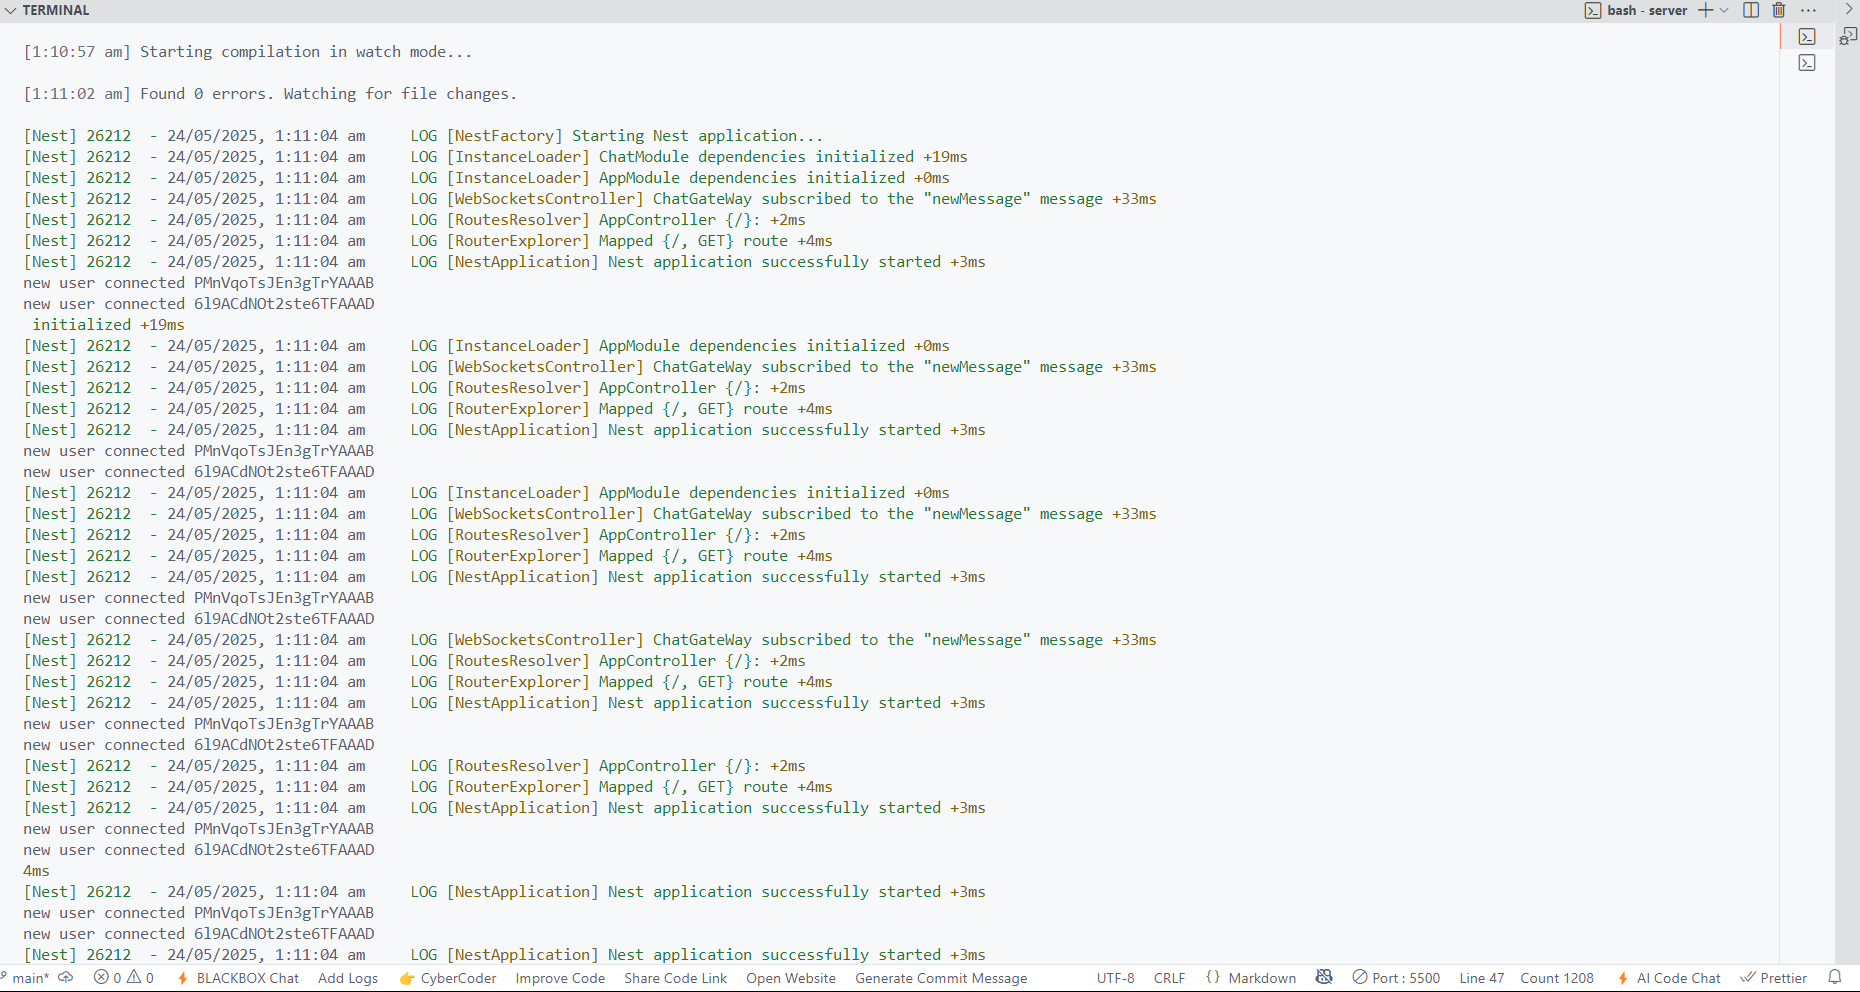 TERMINAL
bash - server
[1:10:57 am] Starting compilation in watch mode...
[1:11:02 am] Found 0 errors. Watching for file changes.
[Nest] 26212  - 24/05/2025, 1:11:04 am     LOG [NestFactory] Starting Nest application...
[Nest] 26212  - 24/05/2025, 1:11:04 am     LOG [InstanceLoader] ChatModule dependencies initialized +19ms
[Nest] 26212  - 24/05/2025, 1:11:04 am     LOG [InstanceLoader] AppModule dependencies initialized +0ms
[Nest] 26212  - 24/05/2025, 1:11:04 am     LOG [WebSocketsController] ChatGateWay subscribed to the "newMessage" message +33ms
[Nest] 26212  - 24/05/2025, 1:11:04 am     LOG [RoutesResolver] AppController {/}: +2ms
[Nest] 26212  - 24/05/2025, 1:11:04 am     LOG [RouterExplorer] Mapped {/, GET} route +4ms
[Nest] 26212  - 24/05/2025, 1:11:04 am     LOG [NestApplication] Nest application successfully started +3ms
new user connected PMnVqoTsJEn3gTrYAAAB
new user connected 6l9ACdNOt2ste6TFAAAD
 initialized +19ms
[Nest] 26212  - 24/05/2025, 1:11:04 am     LOG [InstanceLoader] AppModule dependencies initialized +0ms
[Nest] 26212  - 24/05/2025, 1:11:04 am     LOG [WebSocketsController] ChatGateWay subscribed to the "newMessage" message +33ms
[Nest] 26212  - 24/05/2025, 1:11:04 am     LOG [RoutesResolver] AppController {/}: +2ms
[Nest] 26212  - 24/05/2025, 1:11:04 am     LOG [RouterExplorer] Mapped {/, GET} route +4ms
[Nest] 26212  - 24/05/2025, 1:11:04 am     LOG [NestApplication] Nest application successfully started +3ms
new user connected PMnVqoTsJEn3gTrYAAAB
new user connected 6l9ACdNOt2ste6TFAAAD
[Nest] 26212  - 24/05/2025, 1:11:04 am     LOG [InstanceLoader] AppModule dependencies initialized +0ms
[Nest] 26212  - 24/05/2025, 1:11:04 am     LOG [WebSocketsController] ChatGateWay subscribed to the "newMessage" message +33ms
[Nest] 26212  - 24/05/2025, 1:11:04 am     LOG [RoutesResolver] AppController {/}: +2ms
[Nest] 26212  - 24/05/2025, 1:11:04 am     LOG [RouterExplorer] Mapped {/, GET} route +4ms
[Nest] 26212  - 24/05/2025, 1:11:04 am     LOG [NestApplication] Nest application successfully started +3ms
new user connected PMnVqoTsJEn3gTrYAAAB
new user connected 6l9ACdNOt2ste6TFAAAD
[Nest] 26212  - 24/05/2025, 1:11:04 am     LOG [WebSocketsController] ChatGateWay subscribed to the "newMessage" message +33ms
[Nest] 26212  - 24/05/2025, 1:11:04 am     LOG [RoutesResolver] AppController {/}: +2ms
[Nest] 26212  - 24/05/2025, 1:11:04 am     LOG [RouterExplorer] Mapped {/, GET} route +4ms
[Nest] 26212  - 24/05/2025, 1:11:04 am     LOG [NestApplication] Nest application successfully started +3ms
new user connected PMnVqoTsJEn3gTrYAAAB
new user connected 6l9ACdNOt2ste6TFAAAD
[Nest] 26212  - 24/05/2025, 1:11:04 am     LOG [RoutesResolver] AppController {/}: +2ms
[Nest] 26212  - 24/05/2025, 1:11:04 am     LOG [RouterExplorer] Mapped {/, GET} route +4ms
[Nest] 26212  - 24/05/2025, 1:11:04 am     LOG [NestApplication] Nest application successfully started +3ms
new user connected PMnVqoTsJEn3gTrYAAAB
new user connected 6l9ACdNOt2ste6TFAAAD
4ms
[Nest] 26212  - 24/05/2025, 1:11:04 am     LOG [NestApplication] Nest application successfully started +3ms
new user connected PMnVqoTsJEn3gTrYAAAB
new user connected 6l9ACdNOt2ste6TFAAAD
[Nest] 26212  - 24/05/2025, 1:11:04 am     LOG [NestApplication] Nest application successfully started +3ms
main* 0 0 BLACKBOX Chat Add Logs CyberCoder Improve Code Share Code Link Open Website Generate Commit Message UTF-8 CRLF {} Markdown Port : 5500 Line 47 Count 1208 AI Code Chat Prettier